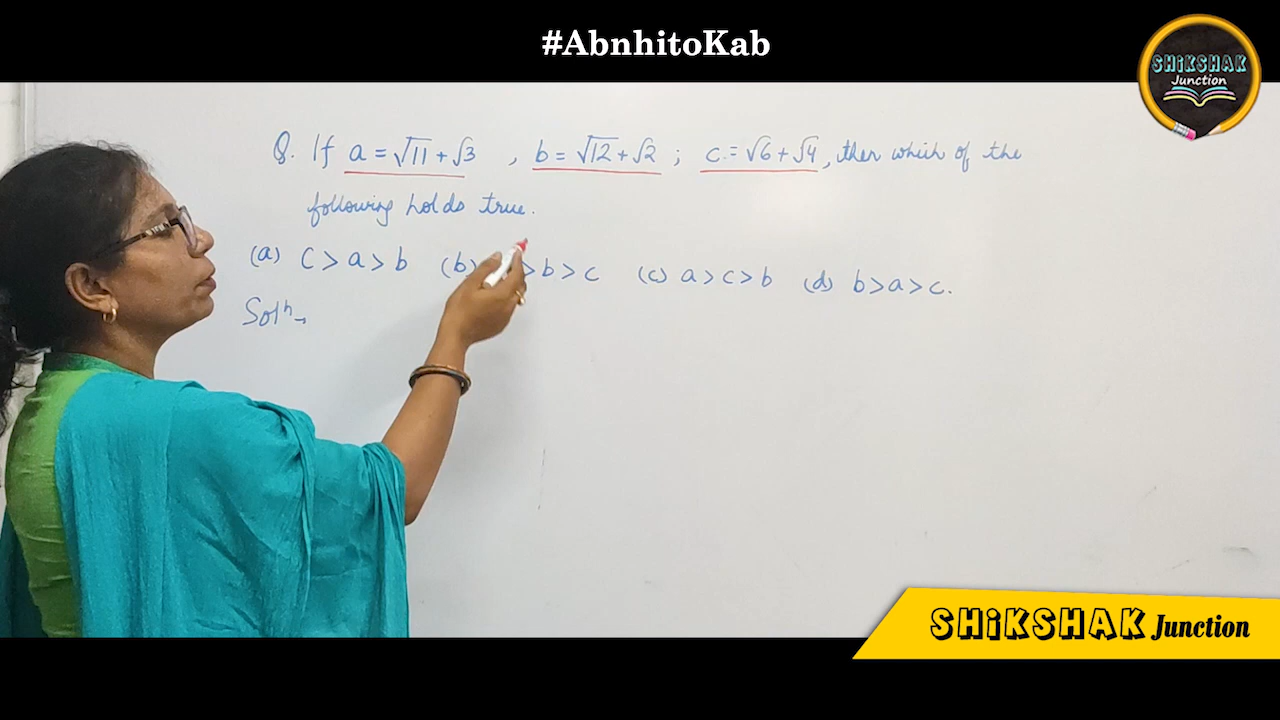 #AbnhitoKab
SHiKSHAK
Junction
Q. If a = √11 + √3 , b = √12 + √2 ; c = √6 + √4, then which of the
following holds true.
(a) c > a > b (b) > b > c (c) a > c > b (d) b > a > c.
Solⁿ→
SHiKSHAK Junction